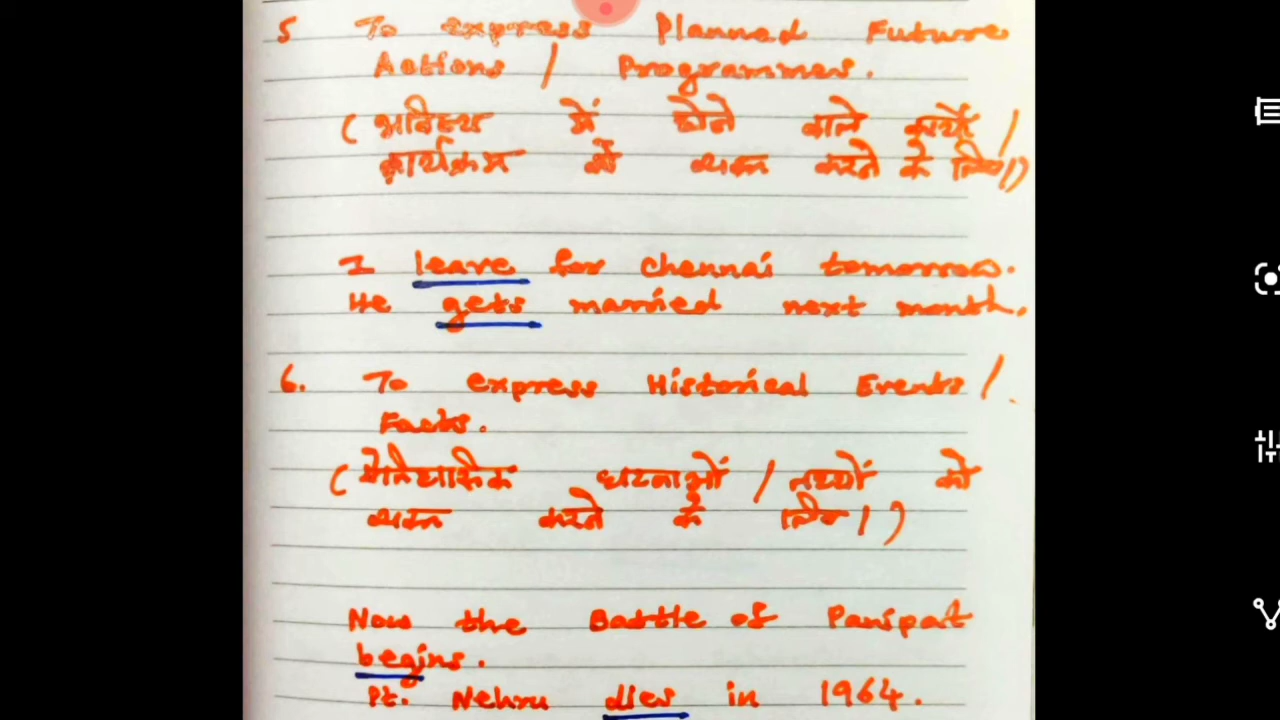 5 To express Planned Future
Actions / Programmes.
( भविष्य में होने वाले कार्यों /
कार्यक्रम को व्यक्त करने के लिए।)
I leave for Chennai tomorrow.
He gets married next month.
6. To express Historical Events /
Facts.
( ऐतिहासिक घटनाओं / तथ्यों को
व्यक्त करने के लिए।)
Now the Battle of Panipat
begins.
Pt. Nehru dies in 1964.